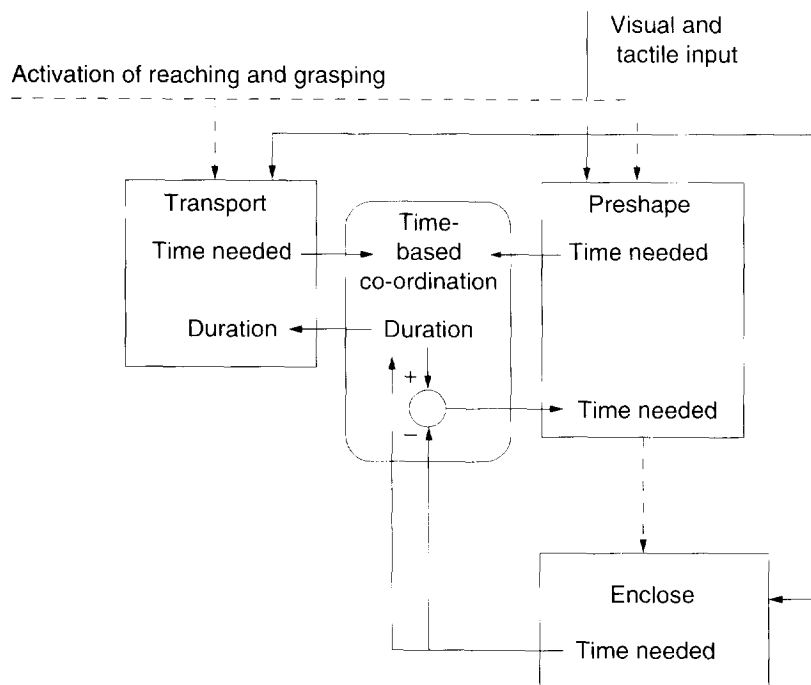 Visual and
tactile input
Activation of reaching and grasping
Transport
Time needed
Duration
Time-
based
co-ordination
Duration
+
−
Preshape
Time needed
Time needed
Enclose
Time needed